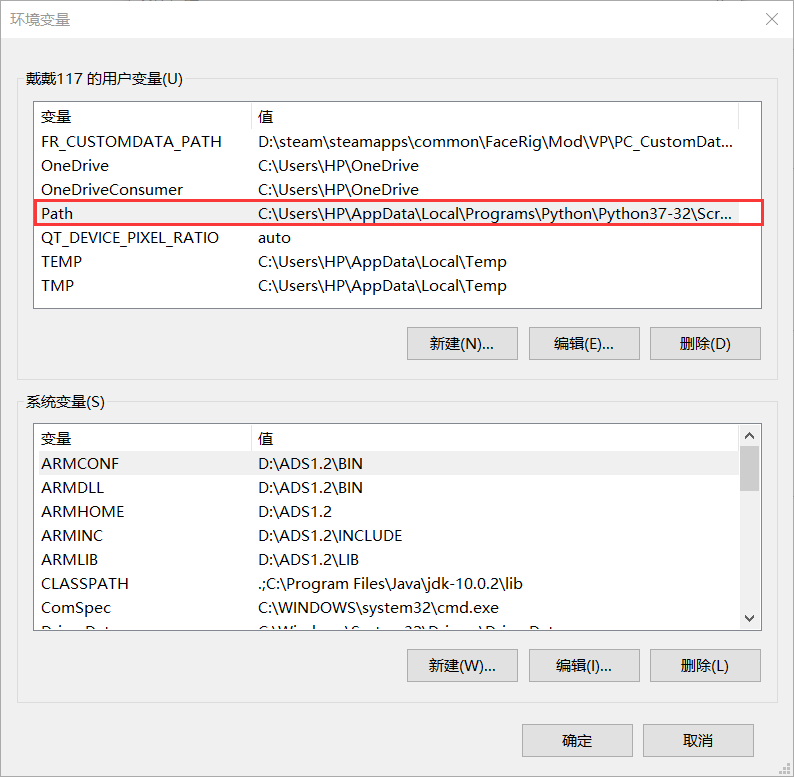 环境变量
戴戴117 的用户变量(U)
变量 值
FR_CUSTOMDATA_PATH D:\steam\steamapps\common\FaceRig\Mod\VP\PC_CustomDat...
OneDrive C:\Users\HP\OneDrive
OneDriveConsumer C:\Users\HP\OneDrive
Path C:\Users\HP\AppData\Local\Programs\Python\Python37-32\Scr...
QT_DEVICE_PIXEL_RATIO auto
TEMP C:\Users\HP\AppData\Local\Temp
TMP C:\Users\HP\AppData\Local\Temp
新建(N)... 编辑(E)... 删除(D)
系统变量(S)
变量 值
ARMCONF D:\ADS1.2\BIN
ARMDLL D:\ADS1.2\BIN
ARMHOME D:\ADS1.2
ARMINC D:\ADS1.2\INCLUDE
ARMLIB D:\ADS1.2\LIB
CLASSPATH .;C:\Program Files\Java\jdk-10.0.2\lib
ComSpec C:\WINDOWS\system32\cmd.exe
新建(W)... 编辑(I)... 删除(L)
确定 取消